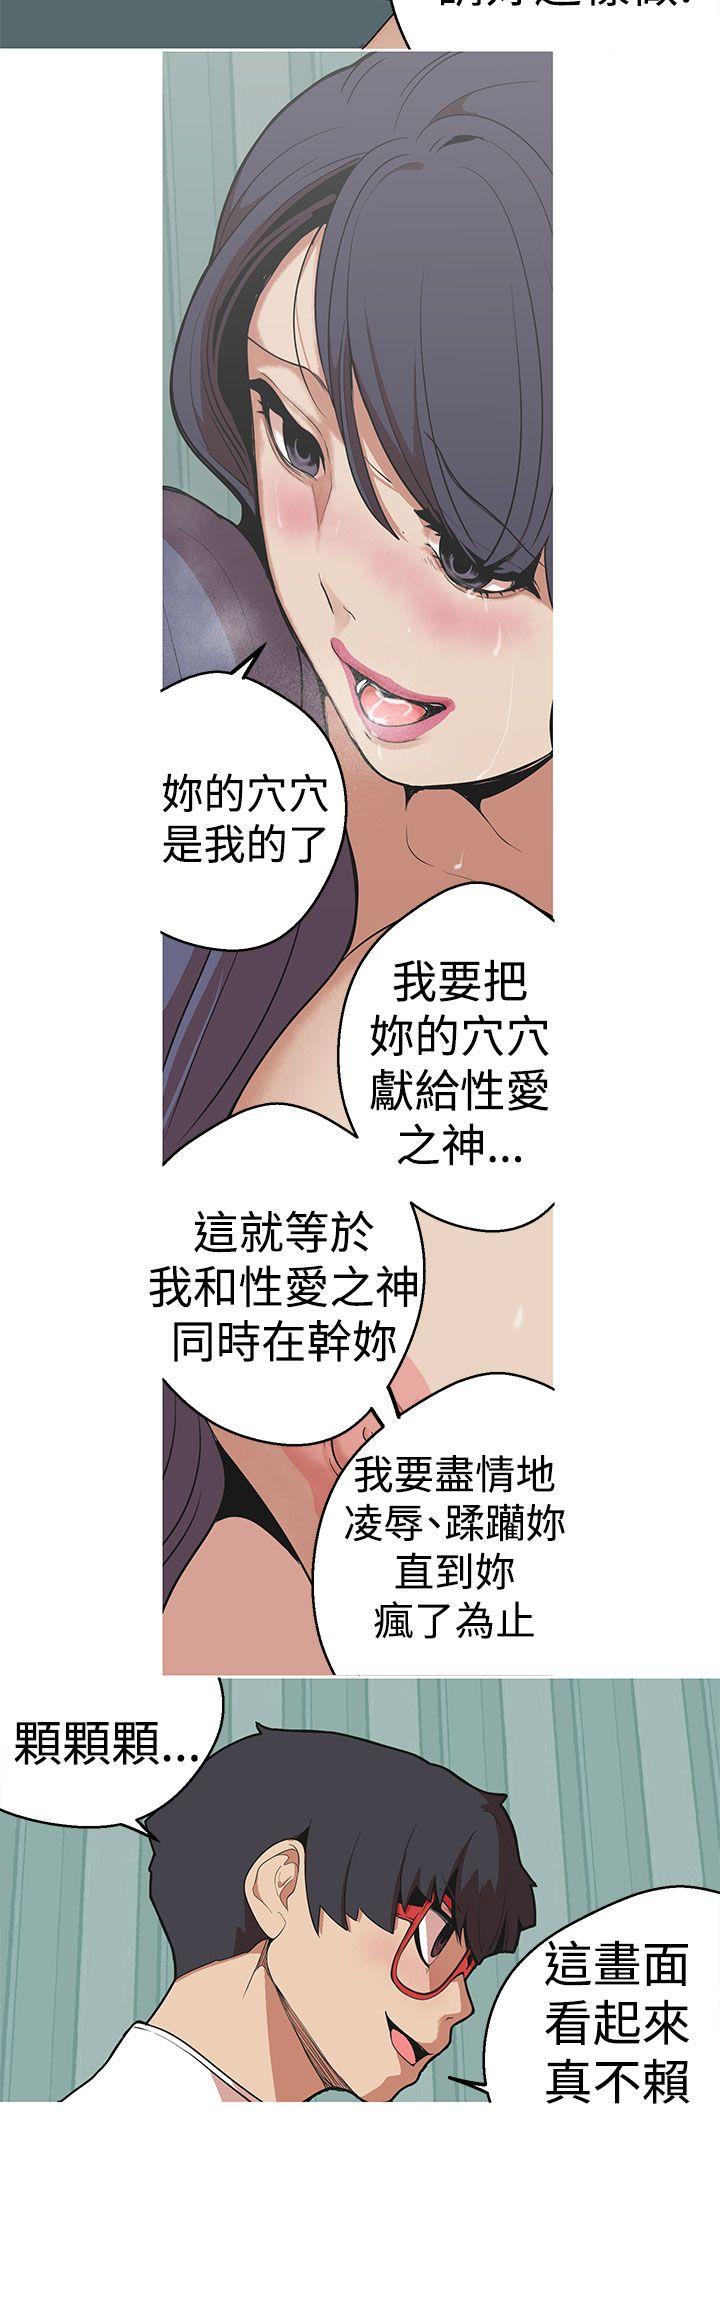 妳的穴穴
是我的了
我要把
妳的穴穴
獻給性愛
之神...
這就等於
我和性愛之神
同時在幹妳
我要盡情地
凌辱、蹂躪妳
直到妳
瘋了為止
顆顆顆...
這畫面
看起來
真不賴